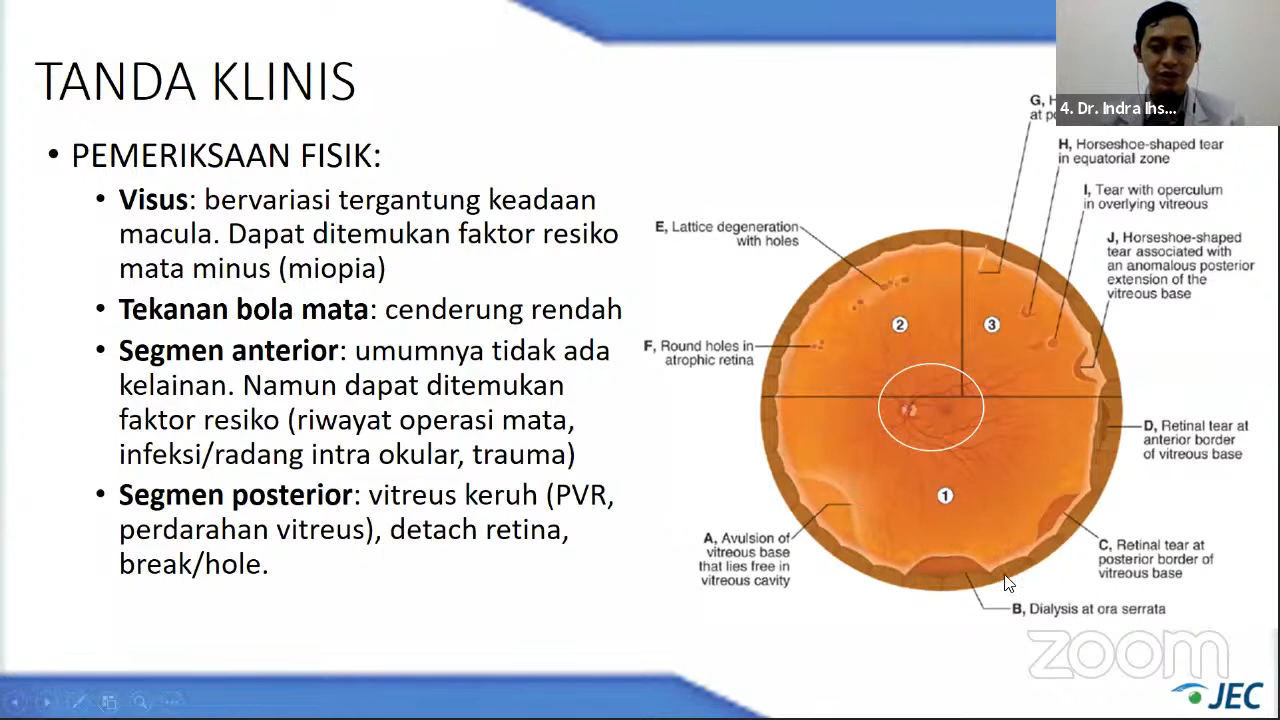 TANDA KLINIS
• PEMERIKSAAN FISIK:
• Visus: bervariasi tergantung keadaan
macula. Dapat ditemukan faktor resiko
mata minus (miopia)
• Tekanan bola mata: cenderung rendah
• Segmen anterior: umumnya tidak ada
kelainan. Namun dapat ditemukan
faktor resiko (riwayat operasi mata,
infeksi/radang intra okular, trauma)
• Segmen posterior: vitreus keruh (PVR,
perdarahan vitreus), detach retina,
break/hole.
4. Dr. Indra Ihs...
G,
at
H, Horseshoe-shaped tear
in equatorial zone
I, Tear with operculum
in overlying vitreous
J, Horseshoe-shaped
tear associated with
an anomalous posterior
extension of the
vitreous base
E, Lattice degeneration
with holes
F, Round holes in
atrophic retina
2
3
1
D, Retinal tear at
anterior border
of vitreous base
A, Avulsion of
vitreous base
that lies free in
vitreous cavity
C, Retinal tear at
posterior border of
vitreous base
B, Dialysis at ora serrata
zoom
JEC